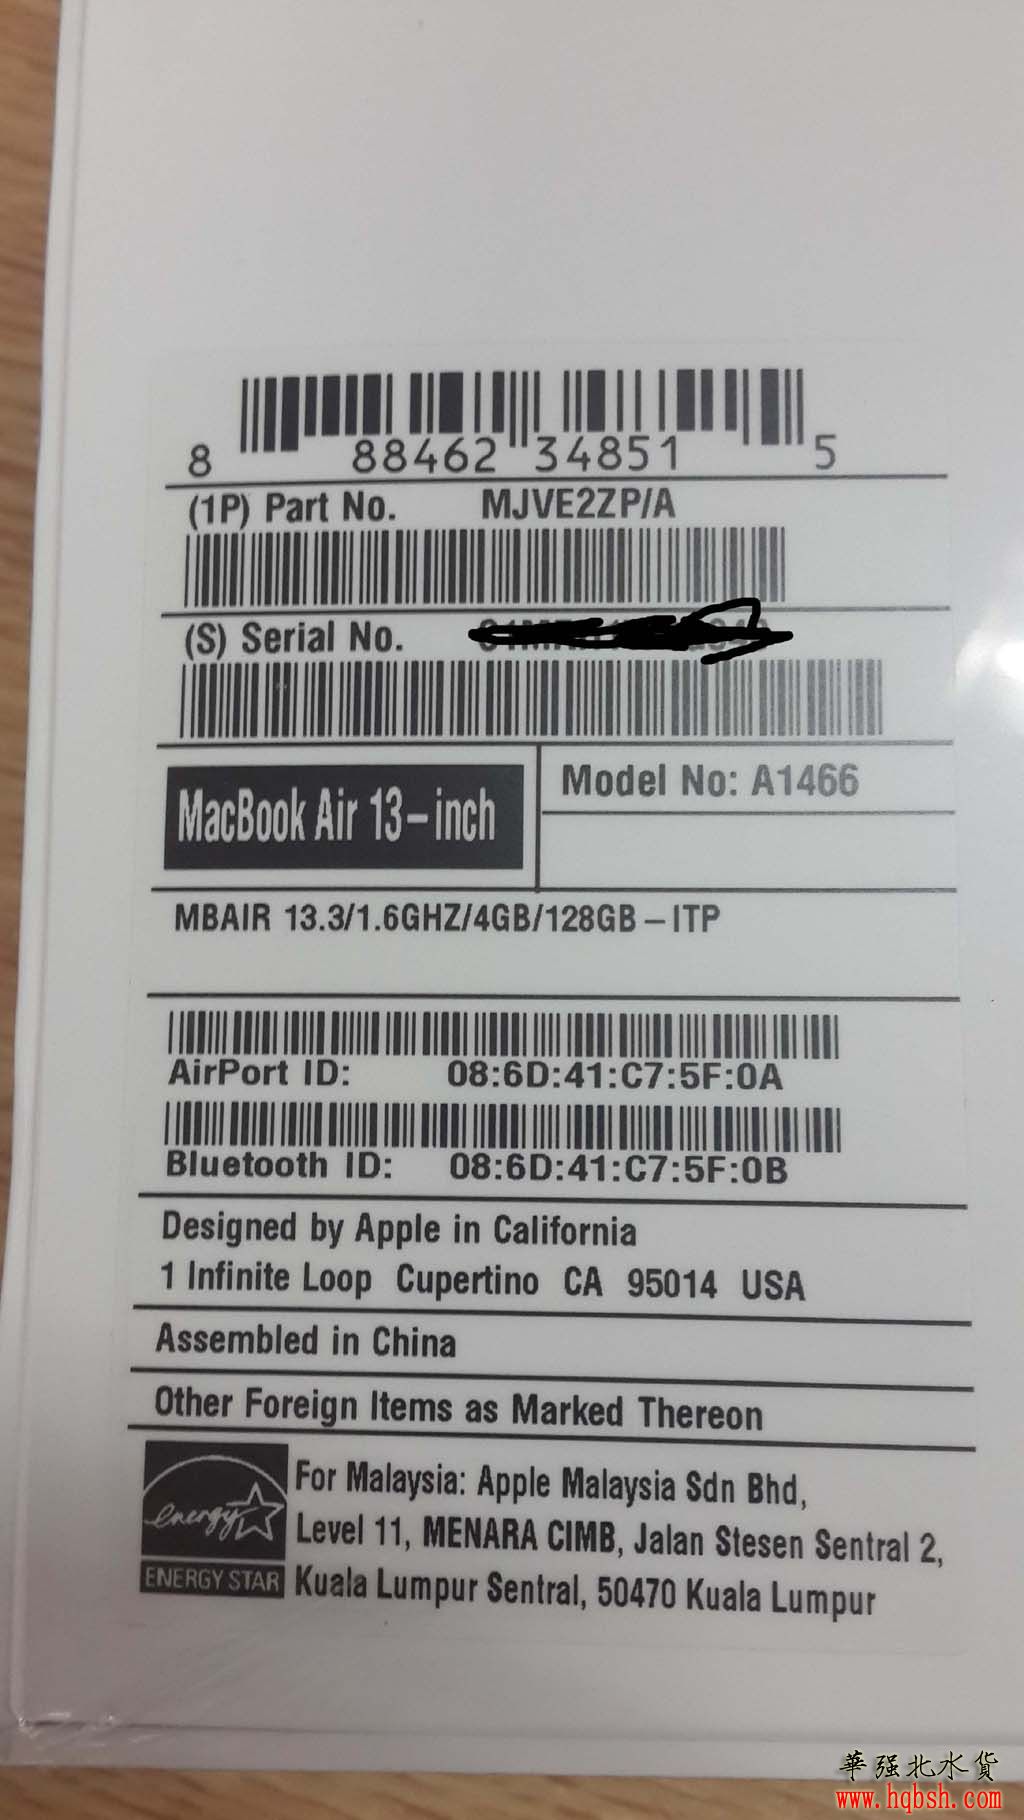 8 88462 34851 5
(1P) Part No. MJVE2ZP/A
(S) Serial No.
MacBook Air 13-inch
Model No: A1466
MBAIR 13.3/1.6GHZ/4GB/128GB-ITP
AirPort ID: 08:6D:41:C7:5F:0A
Bluetooth ID: 08:6D:41:C7:5F:0B
Designed by Apple in California
1 Infinite Loop Cupertino CA 95014 USA
Assembled in China
Other Foreign Items as Marked Thereon
energy
ENERGY STAR
For Malaysia: Apple Malaysia Sdn Bhd,
Level 11, MENARA CIMB, Jalan Stesen Sentral 2,
Kuala Lumpur Sentral, 50470 Kuala Lumpur
華强北水货
www.hqbsh.com